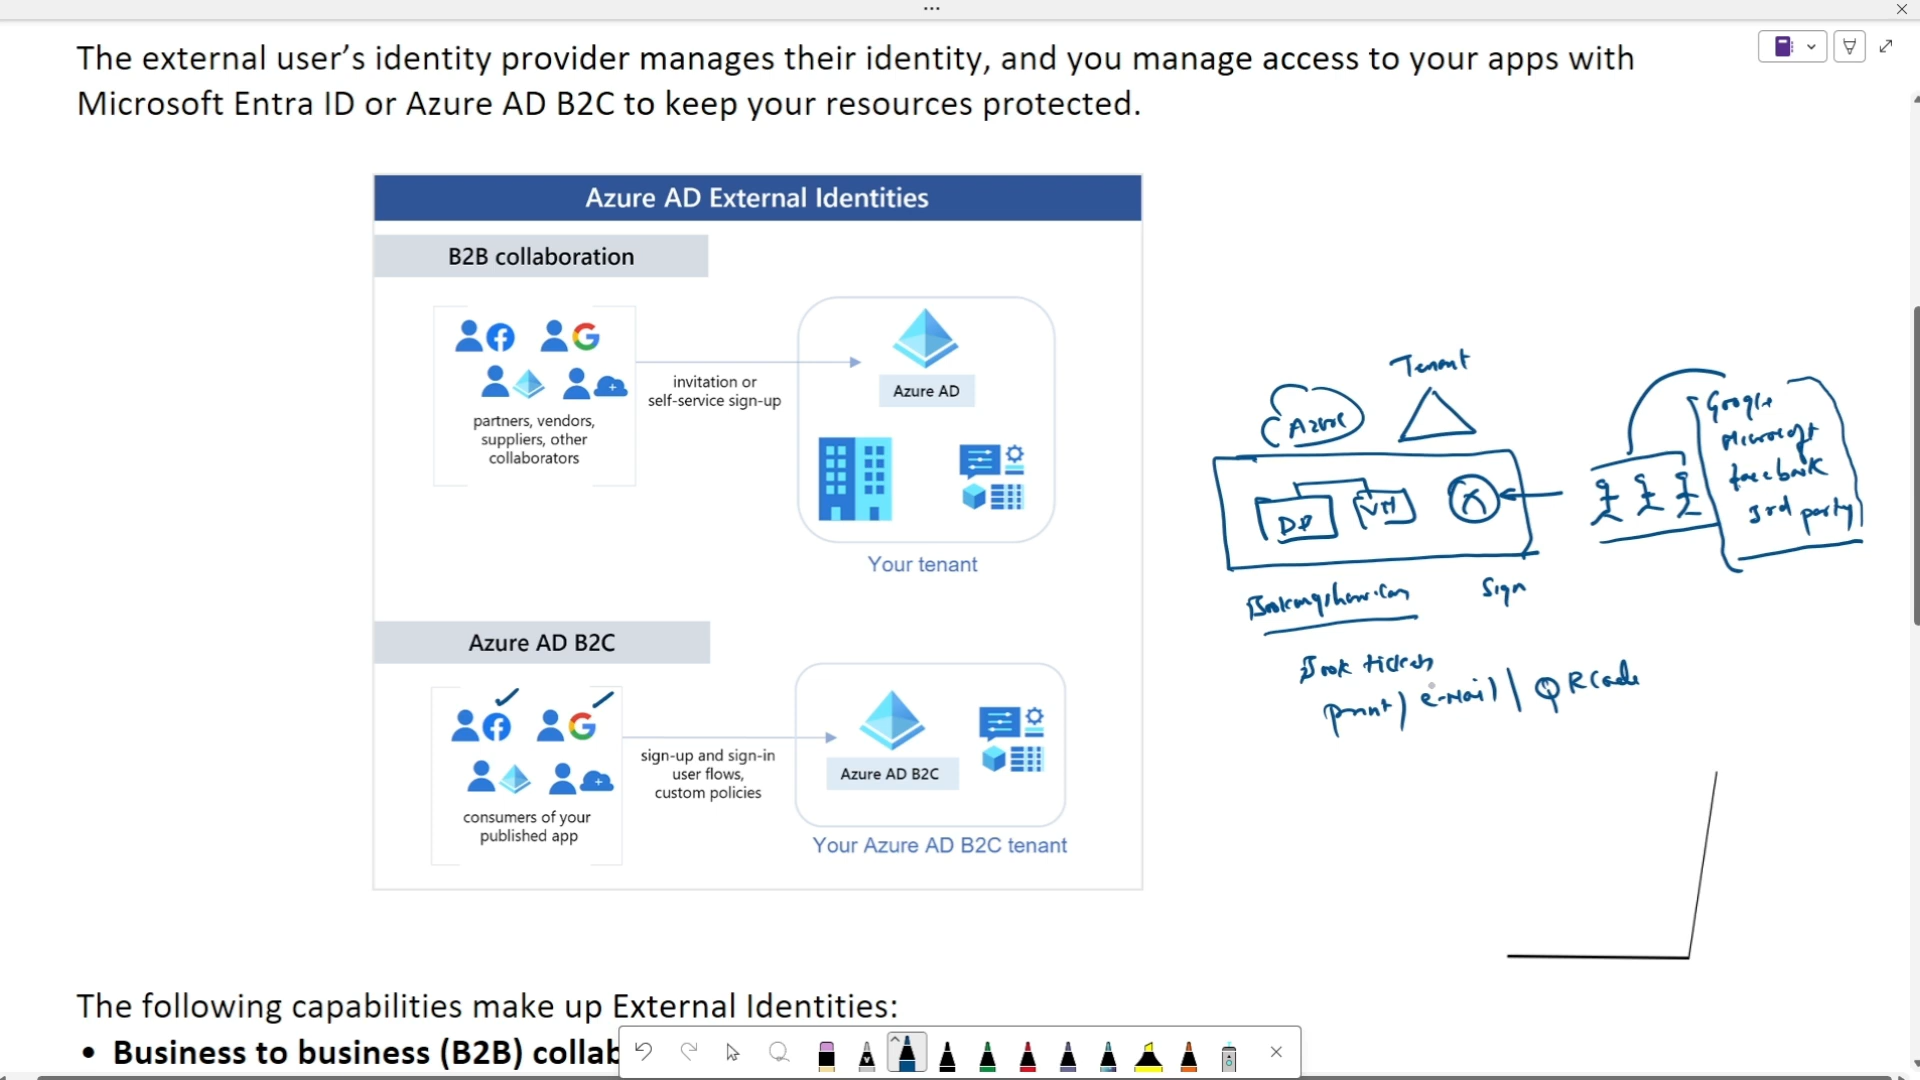 The external user’s identity provider manages their identity, and you manage access to your apps with
Microsoft Entra ID or Azure AD B2C to keep your resources protected.
Azure AD External Identities
B2B collaboration
partners, vendors,
suppliers, other
collaborators
invitation or
self-service sign-up
Azure AD
Your tenant
Azure AD B2C
consumers of your
published app
sign-up and sign-in
user flows,
custom policies
Azure AD B2C
Your Azure AD B2C tenant
Tenant
Azure
Google
Microsoft
facebook
3rd party
VM
Sign
Book tickets
print) e-mail) \ QR Code
The following capabilities make up External Identities:
• Business to business (B2B) collab